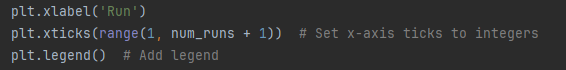 plt.xlabel('Run')
plt.xticks(range(1, num_runs + 1))  # Set x-axis ticks to integers
plt.legend()  # Add legend